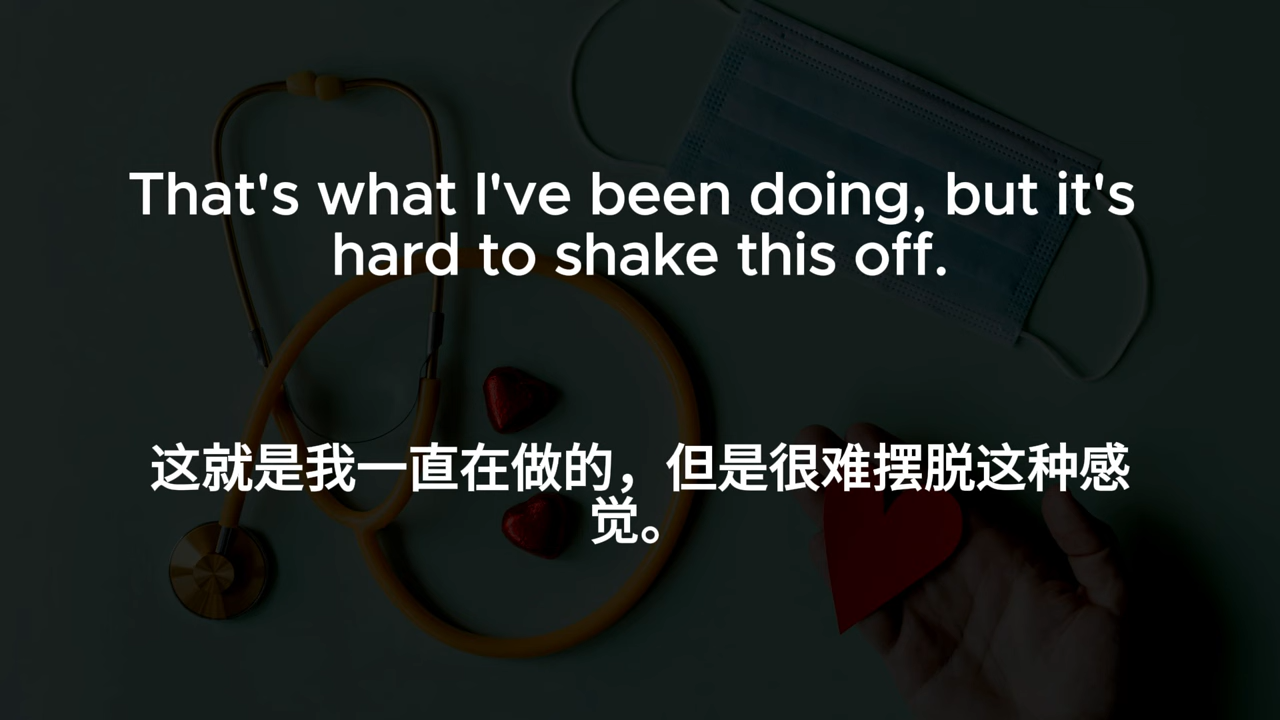 That's what I've been doing, but it's
hard to shake this off.
这就是我一直在做的，但是很难摆脱这种感
觉。